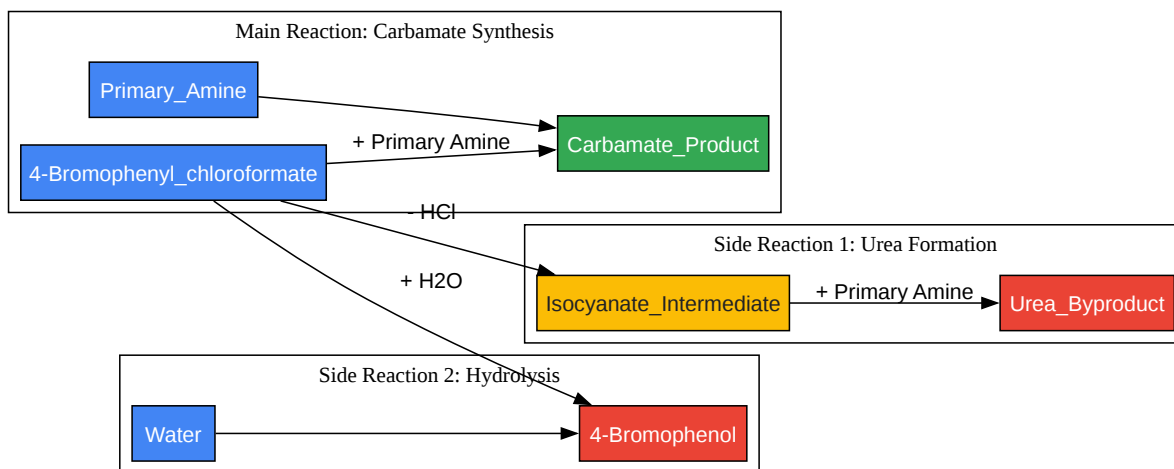 Main Reaction: Carbamate Synthesis
Primary_Amine
+ Primary Amine
Carbamate_Product
4-Bromophenyl_chloroformate
- HCl
Side Reaction 1: Urea Formation
+ H2O
Isocyanate_Intermediate
+ Primary Amine
Urea_Byproduct
Side Reaction 2: Hydrolysis
Water
4-Bromophenol